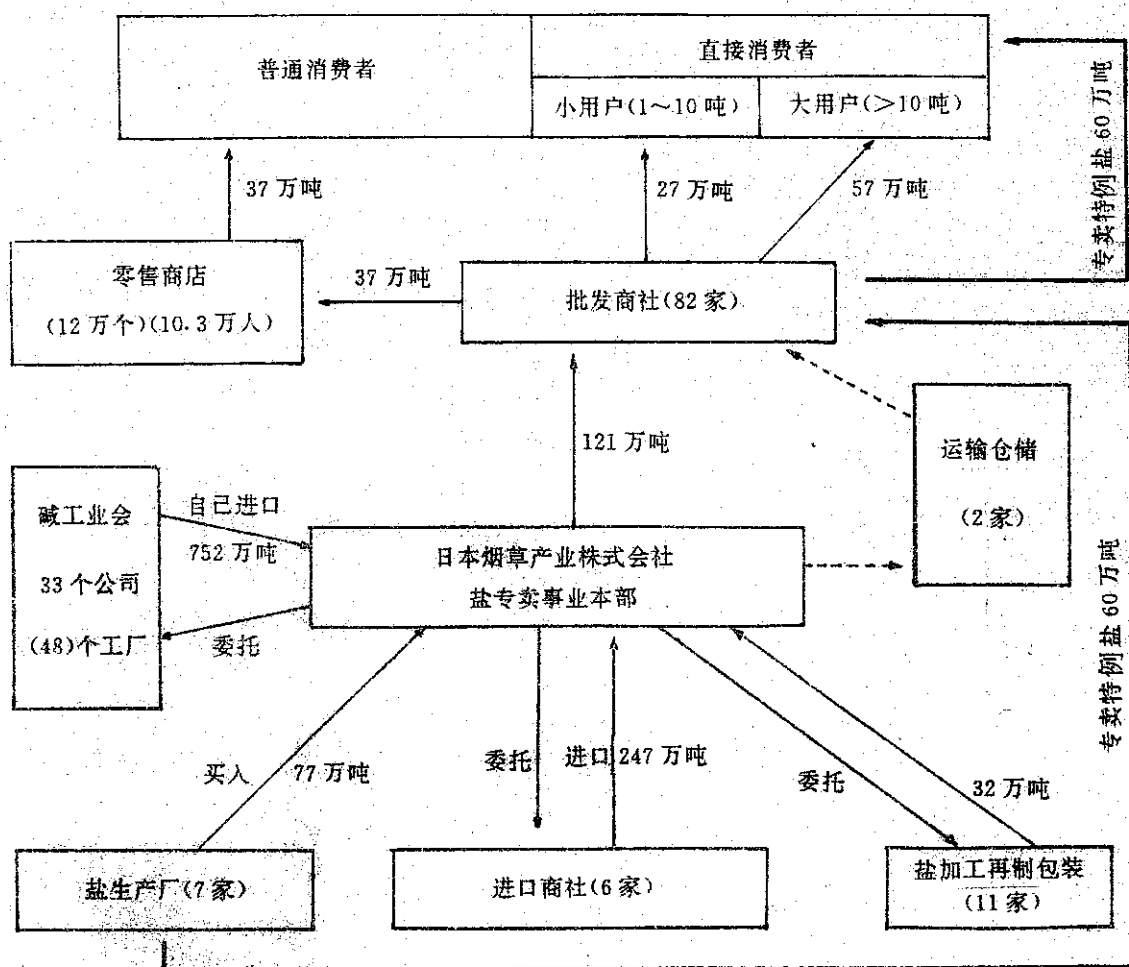 普通消费者
直接消费者
小用户(1～10 吨)
大用户(>10 吨)
专卖特例盐 60 万吨
37 万吨
27 万吨
57 万吨
零售商店
(12 万个)(10.3 万人)
37 万吨
批发商社(82 家)
121 万吨
运输仓储
(2 家)
碱工业会
33 个公司
(48)个工厂
自己进口
752 万吨
委托
日本烟草产业株式会社
盐专卖事业本部
专卖特例盐 60 万吨
买入
77 万吨
委托
进口 247 万吨
委托
32 万吨
盐生产厂(7 家)
进口商社(6 家)
盐加工再制包装
(11 家)